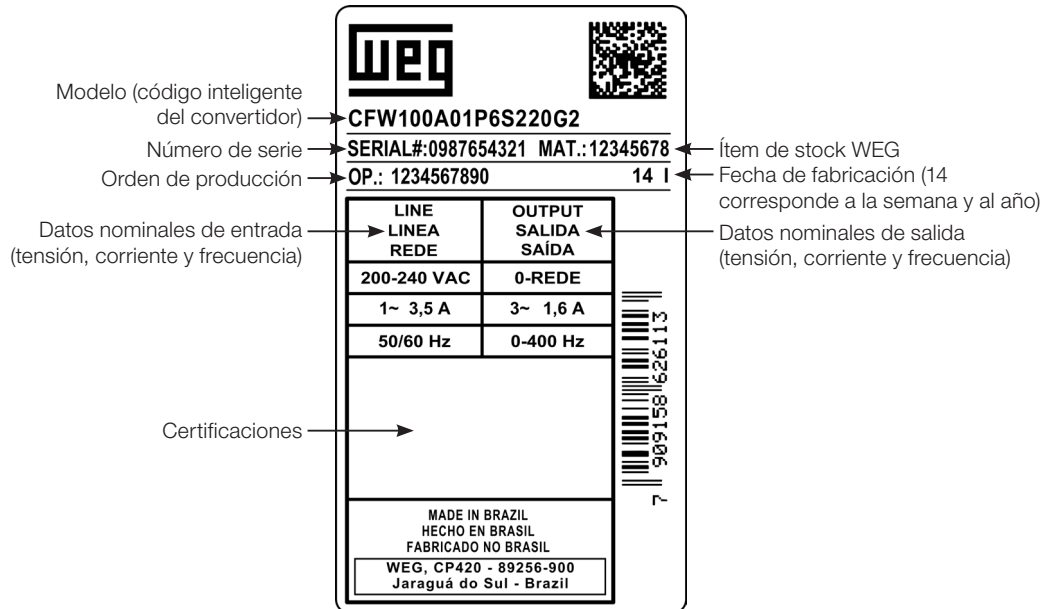 weg
Modelo (código inteligente
del convertidor)
CFW100A01P6S220G2
Número de serie
SERIAL#:0987654321 MAT.:12345678
Ítem de stock WEG
Orden de producción
OP.: 1234567890 14 I
Fecha de fabricación (14
corresponde a la semana y al año)
Datos nominales de entrada
(tensión, corriente y frecuencia)
LINE
LINEA
REDE
OUTPUT
SALIDA
SAÍDA
Datos nominales de salida
(tensión, corriente y frecuencia)
200-240 VAC 0-REDE
1~ 3,5 A 3~ 1,6 A
50/60 Hz 0-400 Hz
7 909158 626113
Certificaciones
MADE IN BRAZIL
HECHO EN BRASIL
FABRICADO NO BRASIL
WEG, CP420 - 89256-900
Jaraguá do Sul - Brazil